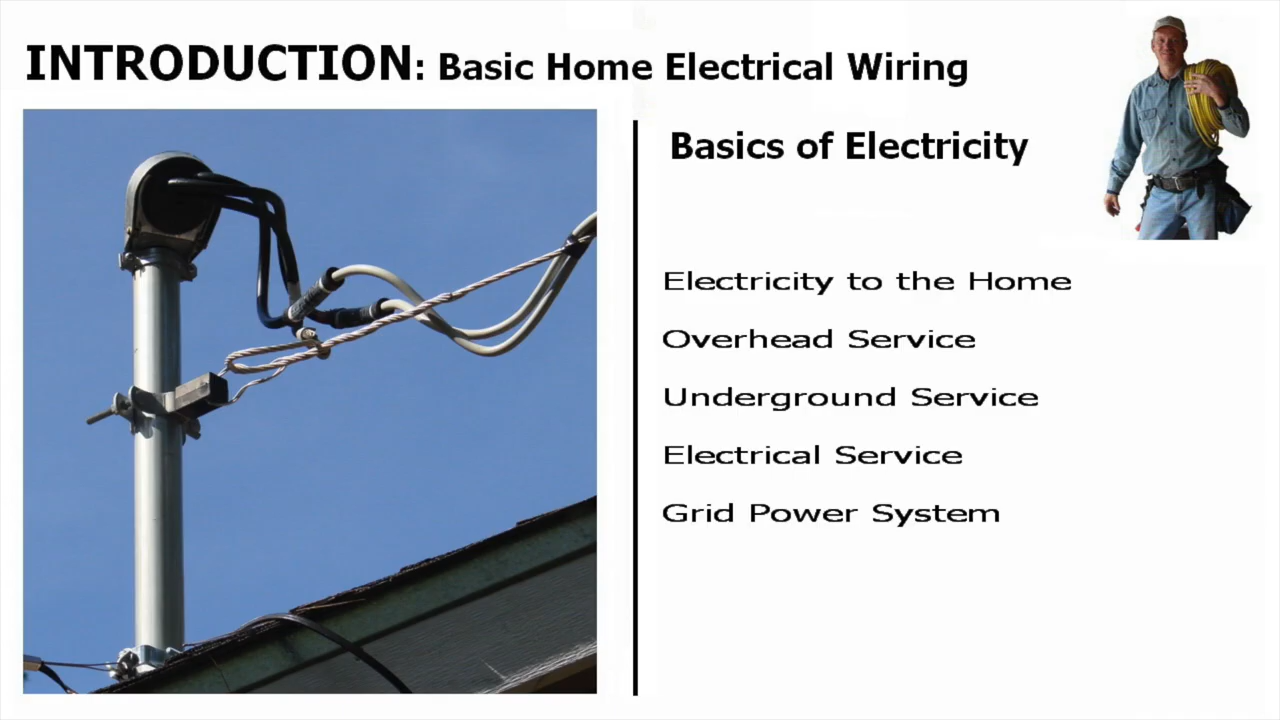 INTRODUCTION: Basic Home Electrical Wiring
Basics of Electricity
Electricity to the Home
Overhead Service
Underground Service
Electrical Service
Grid Power System